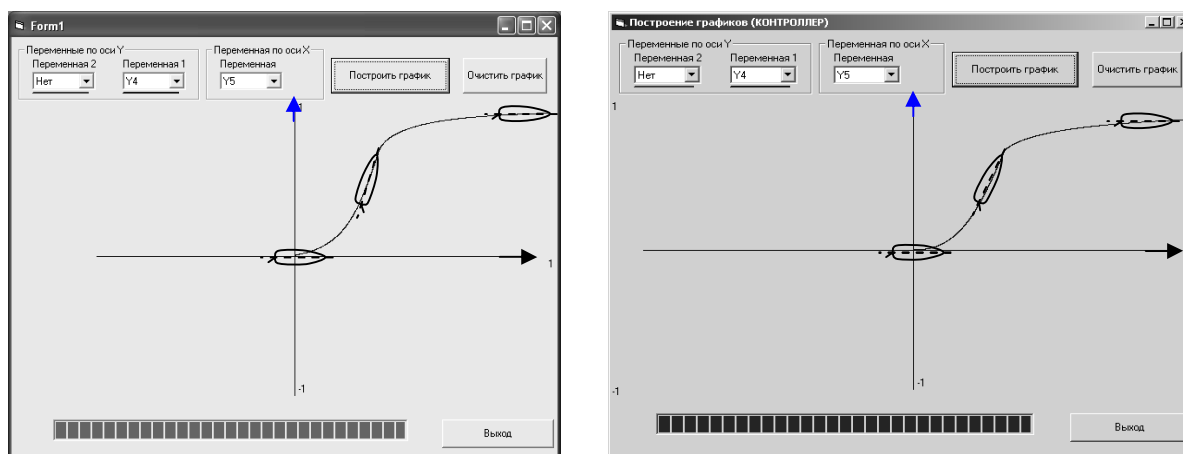 Form1
Переменные по оси Y
Переменная по оси X
Переменная 2
Переменная 1
Переменная
Нет
Y4
Y5
Построить график
Очистить график
1
1
-1
Выход
Построение графиков (КОНТРОЛЛЕР)
Переменные по оси Y
Переменная по оси X
Переменная 2
Переменная 1
Переменная
Нет
Y4
Y5
Построить график
Очистить график
1
-1
-1
Выход